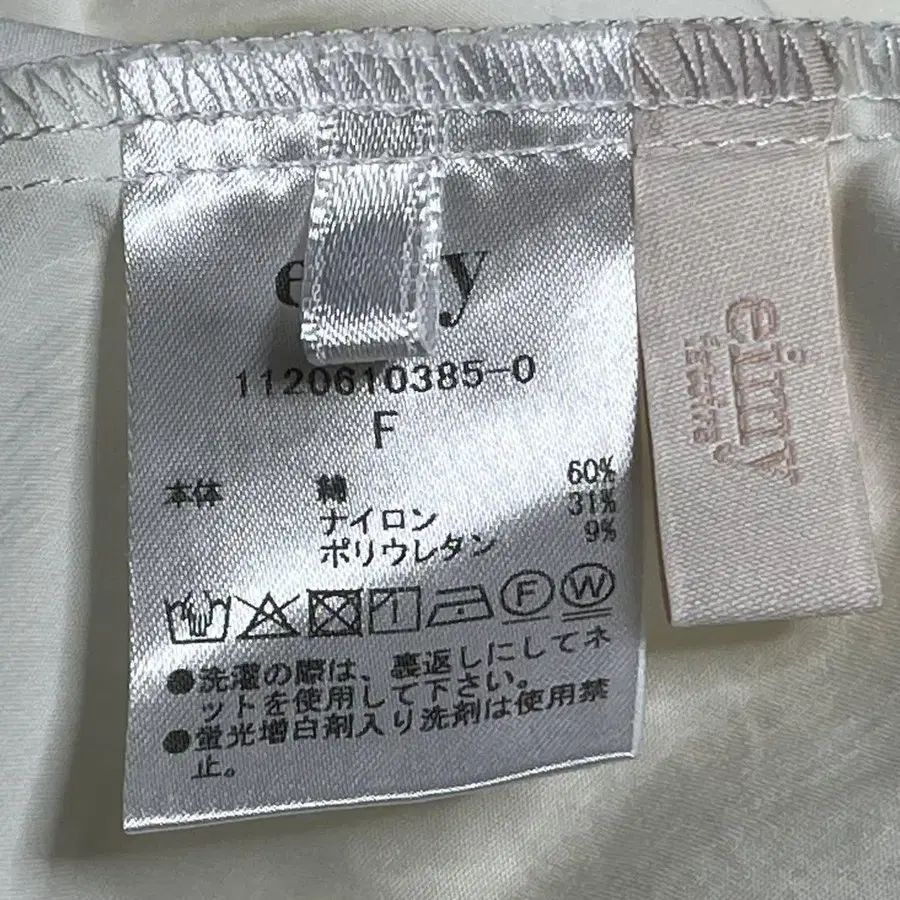 1120610385-0
F
本体 綿 60%
ナイロン 31%
ポリウレタン 9%
F W
●洗濯の際は、裏返しにしてネ
ットを使用して下さい。
●蛍光増白剤入り洗剤は使用禁
止。
eimy
istoire